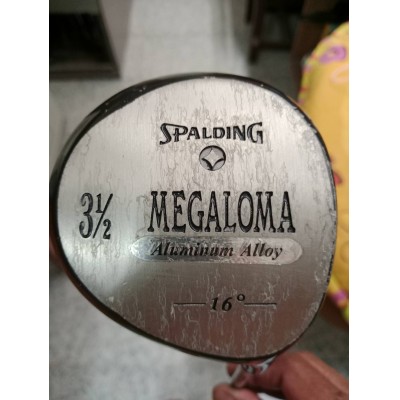 SPALDING
3½ MEGALOMA
Aluminum Alloy
16°